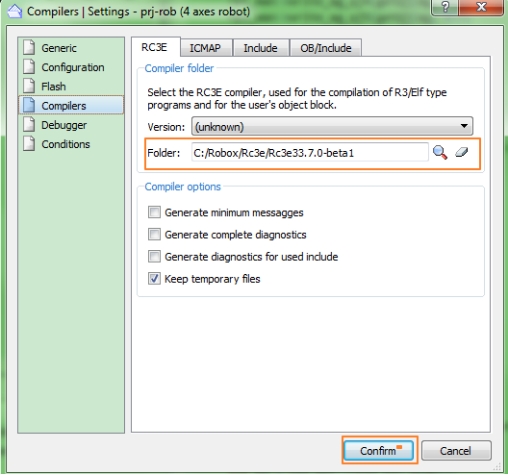 Compilers | Settings - prj-rob (4 axes robot)
Generic
Configuration
Flash
Compilers
Debugger
Conditions
RC3E ICMAP Include OB/Include
Compiler folder
Select the RC3E compiler, used for the compilation of R3/Elf type
programs and for the user's object block.
Version: (unknown)
Folder: C:/Robox/Rc3e/Rc3e33.7.0-beta1
Compiler options
Generate minimum messagges
Generate complete diagnostics
Generate diagnostics for used include
Keep temporary files
Confirm Cancel